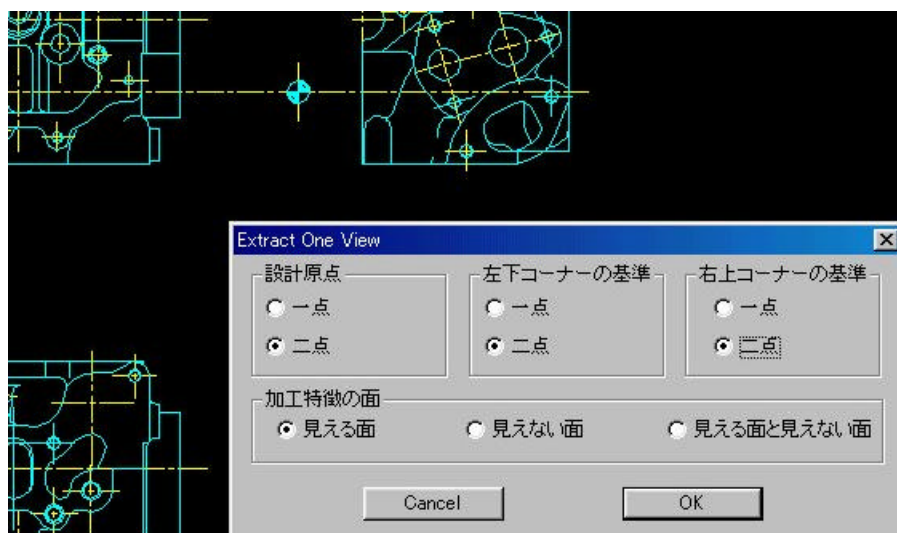 Extract One View
設計原点
一点
二点
左下コーナーの基準
一点
二点
右上コーナーの基準
一点
二点
加工特徴の面
見える面
見えない面
見える面と見えない面
Cancel
OK